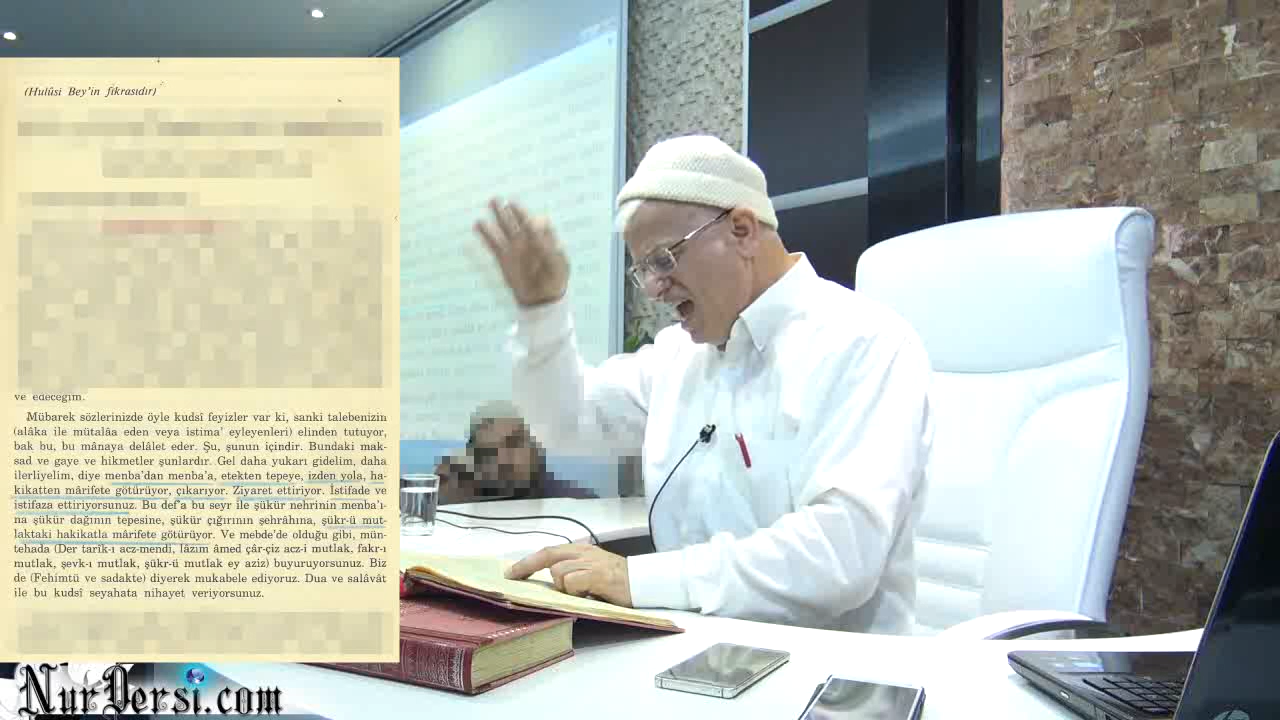 (Hulûsi Bey'in fıkrasıdır)
ve edeceğim.
Mübarek sözlerinizde öyle kudsî feyizler var ki, sanki talebenizin
(alâka ile mütalâa eden veya istima' eyleyenleri) elinden tutuyor,
bak bu, bu mânaya delâlet eder. Şu, şunun içindir. Bundaki mak-
sad ve gaye ve hikmetler şunlardır. Gel daha yukarı gidelim, daha
ilerliyelim, diye menba'dan menba'a, etekten tepeye, izden yola, ha-
kikatten mârifete götürüyor, çıkarıyor. Ziyaret ettiriyor. İstifade ve
istifaza ettiriyorsunuz. Bu def'a bu seyr ile şükür nehrinin menba'ı-
na şükür dağının tepesine, şükür çığırının şehrâhına, şükr-ü mut-
laktaki hakikatla mârifete götürüyor. Ve mebde'de olduğu gibi, mün-
tehada (Der tarîk-ı acz-mendî, lâzım âmed çâr-çiz acz-i mutlak, fakr-ı
mutlak, şevk-ı mutlak, şükr-ü mutlak ey aziz) buyuruyorsunuz. Biz
de (Fehimtü ve sadakte) diyerek mukabele ediyoruz. Dua ve salâvât
ile bu kudsî seyahata nihayet veriyorsunuz.
NurDersi.com